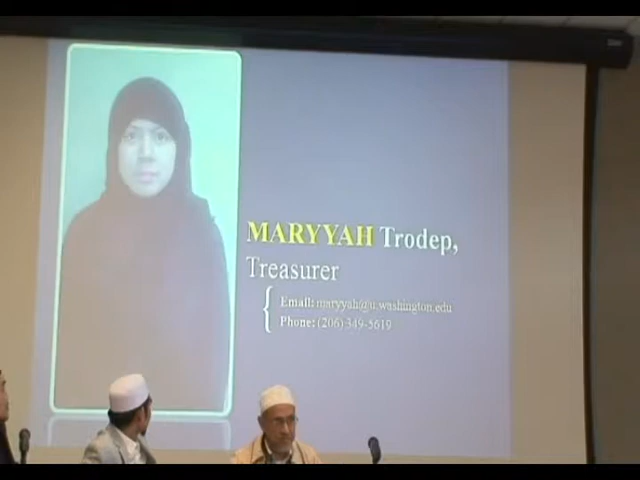 MARYYAH Trodep,
Treasurer
Email: maryyah@u.washington.edu
Phone: (206) 349-5619